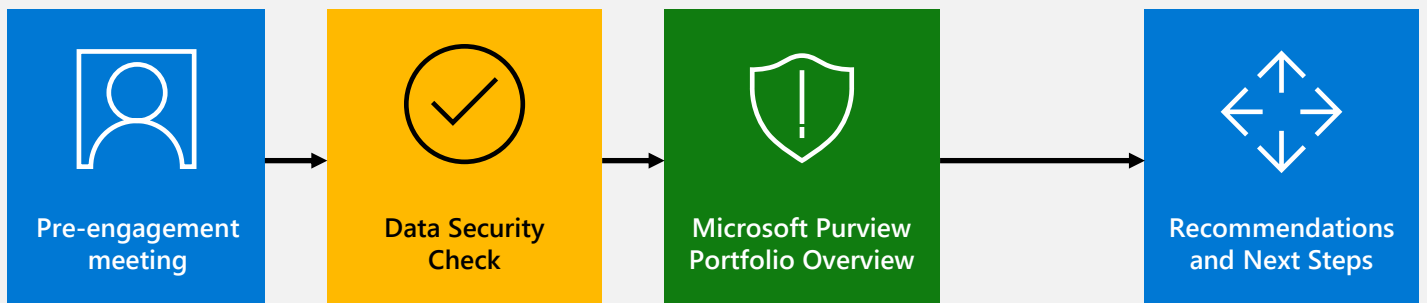 Pre-engagement
meeting
Data Security
Check
Microsoft Purview
Portfolio Overview
Recommendations
and Next Steps